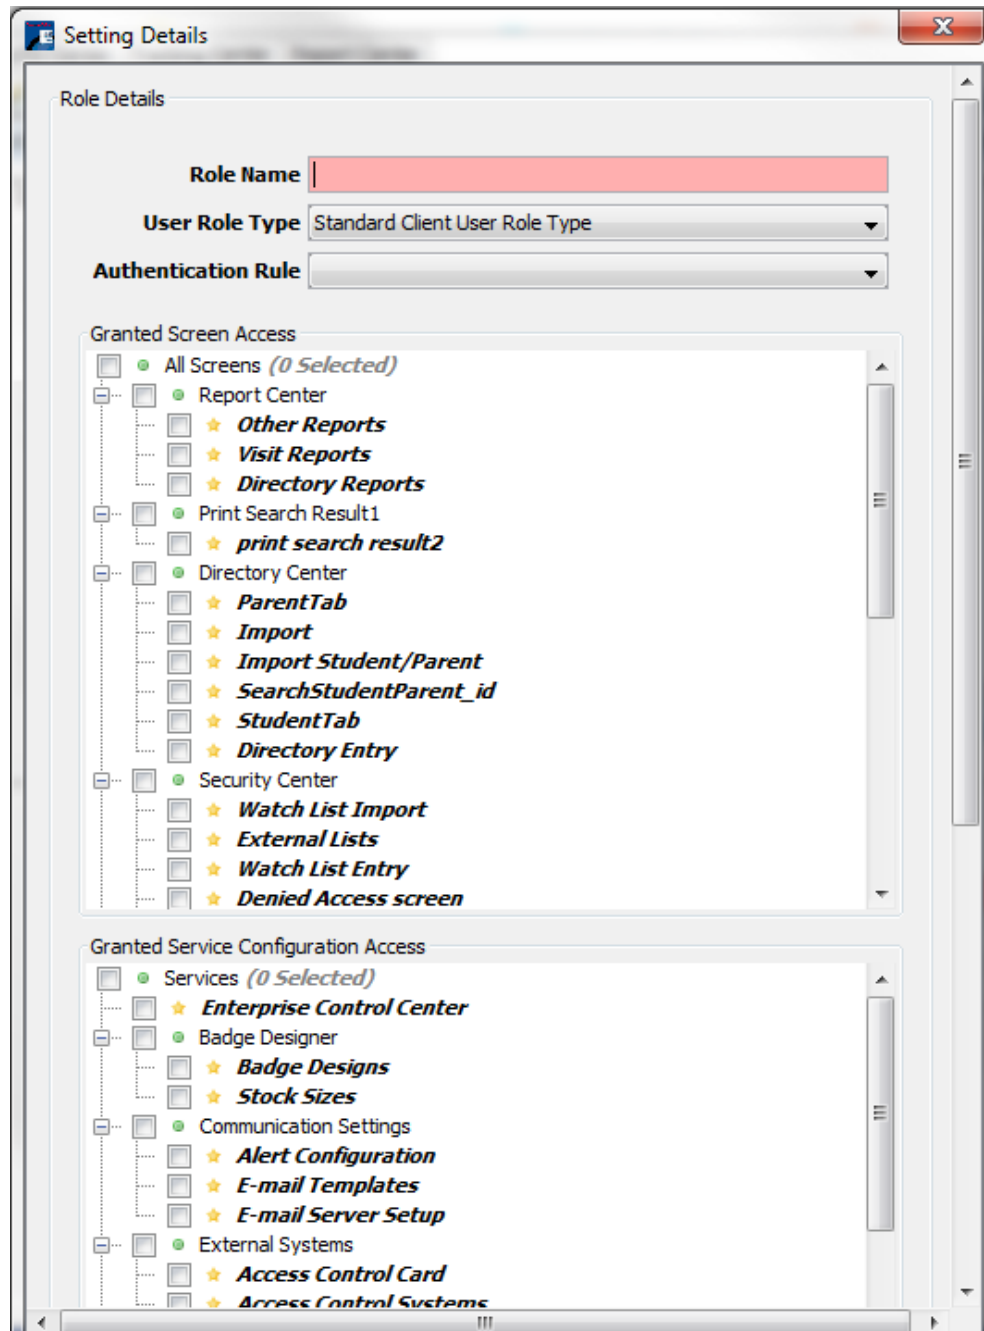 Setting Details
Role Details
Role Name
User Role Type Standard Client User Role Type
Authentication Rule
Granted Screen Access
All Screens (0 Selected)
Report Center
Other Reports
Visit Reports
Directory Reports
Print Search Result1
print search result2
Directory Center
ParentTab
Import
Import Student/Parent
SearchStudentParent_id
StudentTab
Directory Entry
Security Center
Watch List Import
External Lists
Watch List Entry
Denied Access screen
Granted Service Configuration Access
Services (0 Selected)
Enterprise Control Center
Badge Designer
Badge Designs
Stock Sizes
Communication Settings
Alert Configuration
E-mail Templates
E-mail Server Setup
External Systems
Access Control Card
Access Control Systems